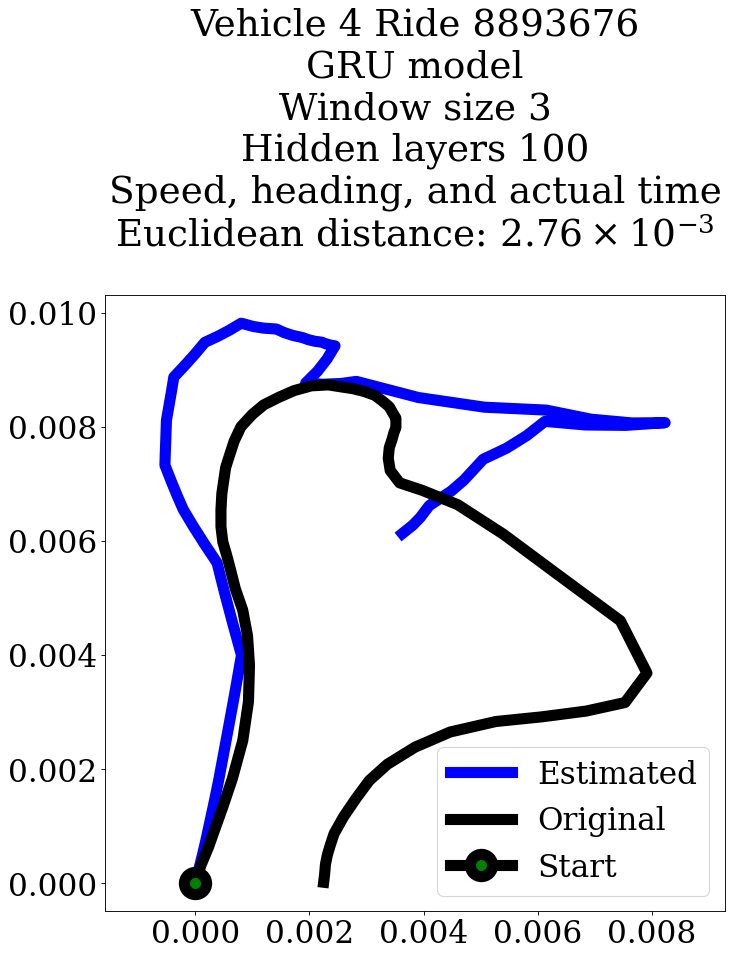 Vehicle 4 Ride 8893676
GRU model
Window size 3
Hidden layers 100
Speed, heading, and actual time
Euclidean distance: 2.76 × 10⁻³
0.010
0.008
0.006
0.004
0.002
0.000
Estimated
Original
Start
0.000 0.002 0.004 0.006 0.008